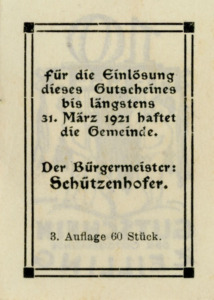 Für die Einlösung
dieses Gutscheines
bis längstens
31. März 1921 haftet
die Gemeinde.
Der Bürgermeister:
Schützenhofer.
3. Auflage 60 Stück.